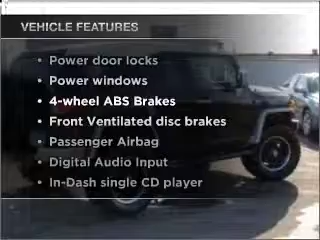 VEHICLE FEATURES
• Power door locks
• Power windows
• 4-wheel ABS Brakes
• Front Ventilated disc brakes
• Passenger Airbag
• Digital Audio Input
• In-Dash single CD player